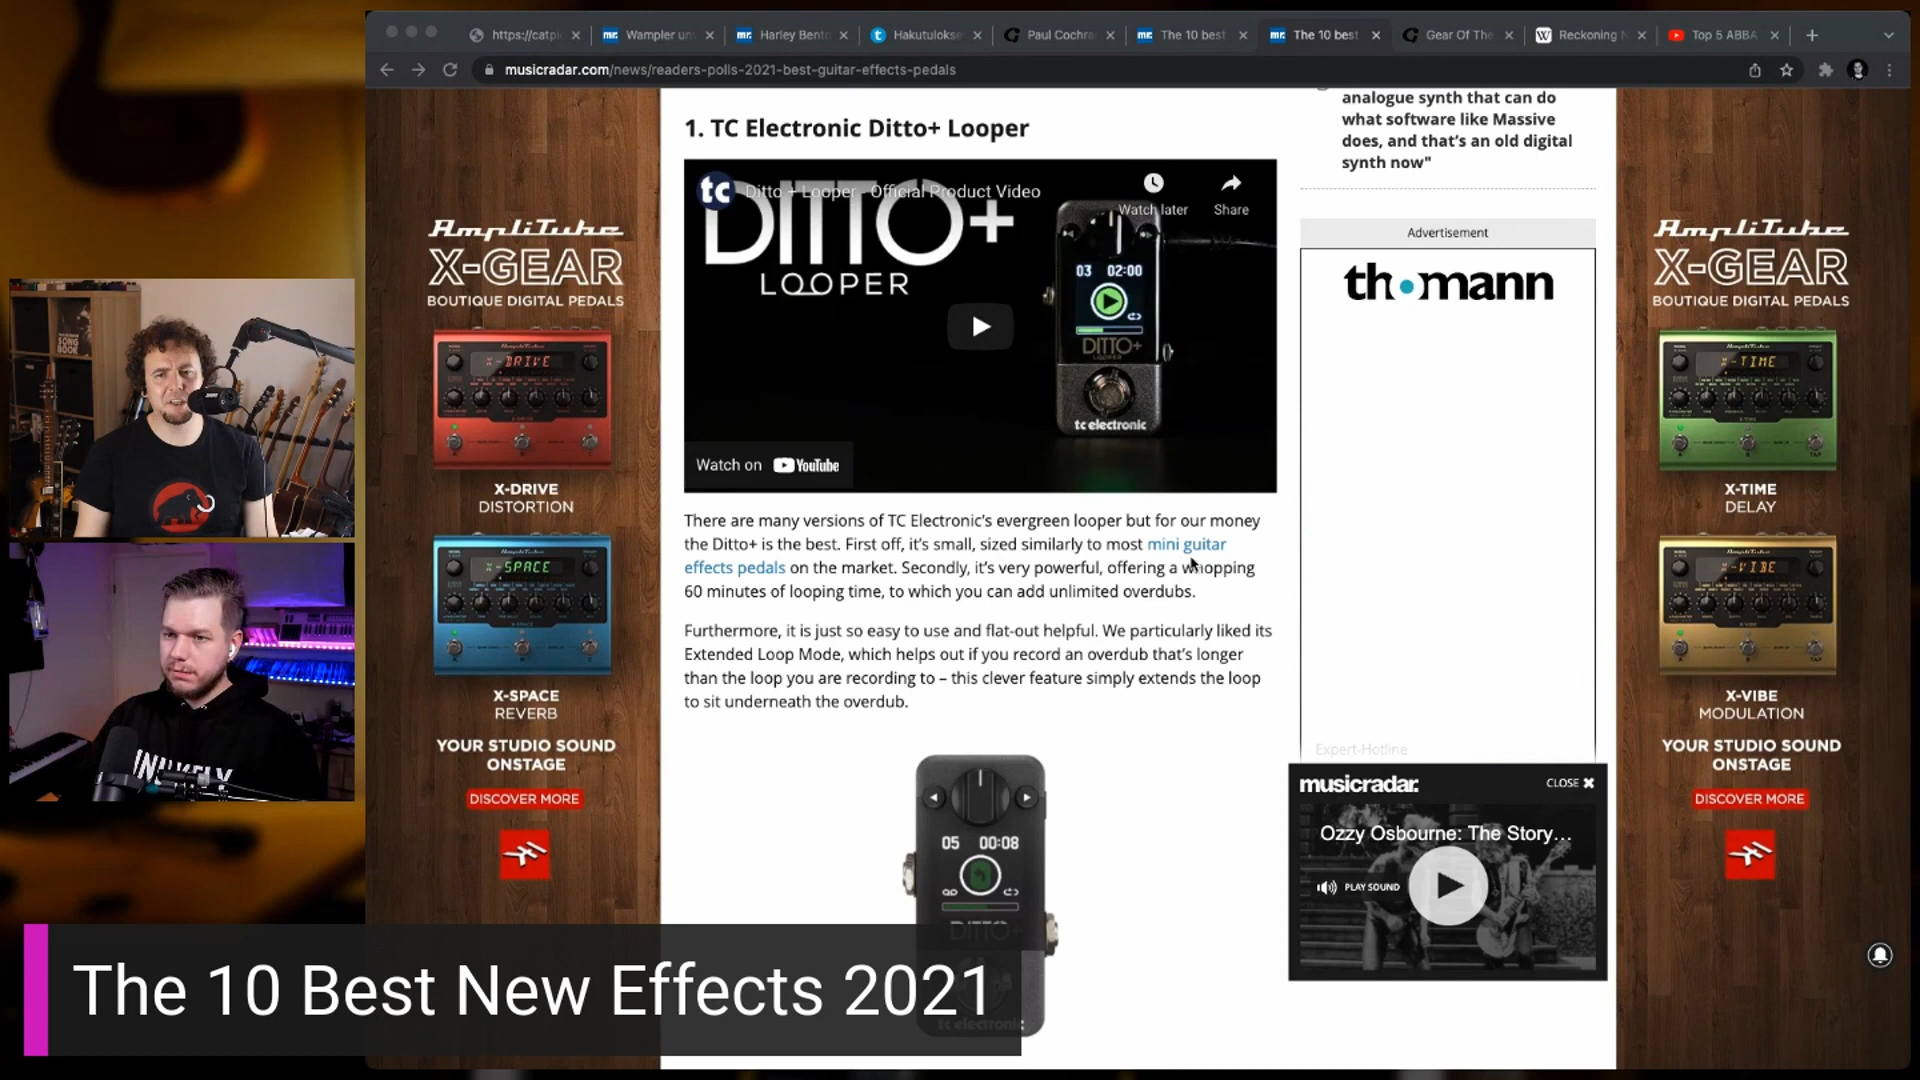 https://catpi
Wampler un
Harley Bent
Hakutulokse
Paul Cochra
The 10 best
The 10 best
Gear Of The
Reckoning N
Top 5 ABBA
musicradar.com/news/readers-polls-2021-best-guitar-effects-pedals
analogue synth that can do
what software like Massive
does, and that's an old digital
synth now"
1. TC Electronic Ditto+ Looper
tc
Ditto + Looper - Official Product Video
Watch later
Share
DITTO+
LOOPER
03 02:00
DITTO+
LOOPER
tc electronic
Watch on YouTube
There are many versions of TC Electronic's evergreen looper but for our money
the Ditto+ is the best. First off, it's small, sized similarly to most mini guitar
effects pedals on the market. Secondly, it's very powerful, offering a whopping
60 minutes of looping time, to which you can add unlimited overdubs.
Furthermore, it is just so easy to use and flat-out helpful. We particularly liked its
Extended Loop Mode, which helps out if you record an overdub that's longer
than the loop you are recording to – this clever feature simply extends the loop
to sit underneath the overdub.
05 00:08
DITTO+
tc electronic
Advertisement
thomann
Expert-Hotline
musicradar.
CLOSE
Ozzy Osbourne: The Story...
PLAY SOUND
AmpliTube
X-GEAR
BOUTIQUE DIGITAL PEDALS
X-DRIVE
X-DRIVE
DISTORTION
X-SPACE
X-SPACE
REVERB
YOUR STUDIO SOUND
ONSTAGE
DISCOVER MORE
AmpliTube
X-GEAR
BOUTIQUE DIGITAL PEDALS
X-TIME
X-TIME
DELAY
X-VIBE
X-VIBE
MODULATION
YOUR STUDIO SOUND
ONSTAGE
DISCOVER MORE
SONG
BOOK
The 10 Best New Effects 2021